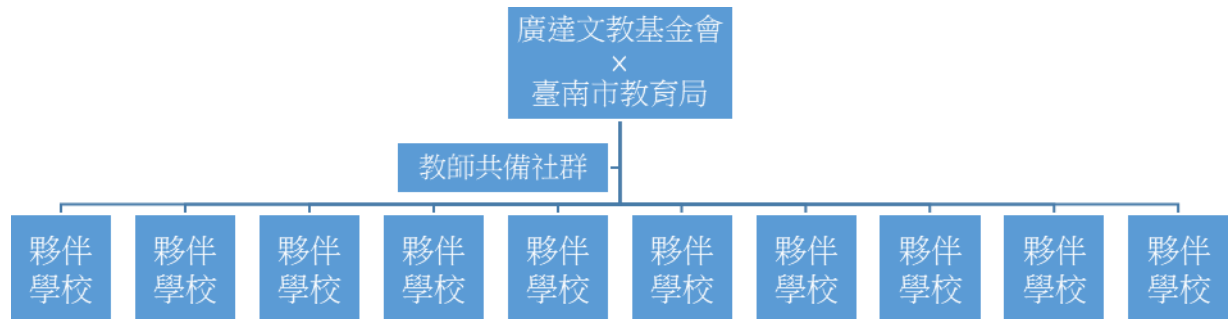 廣達文教基金會
×
臺南市教育局
教師共備社群
夥伴 夥伴 夥伴 夥伴 夥伴 夥伴 夥伴 夥伴 夥伴 夥伴
學校 學校 學校 學校 學校 學校 學校 學校 學校 學校